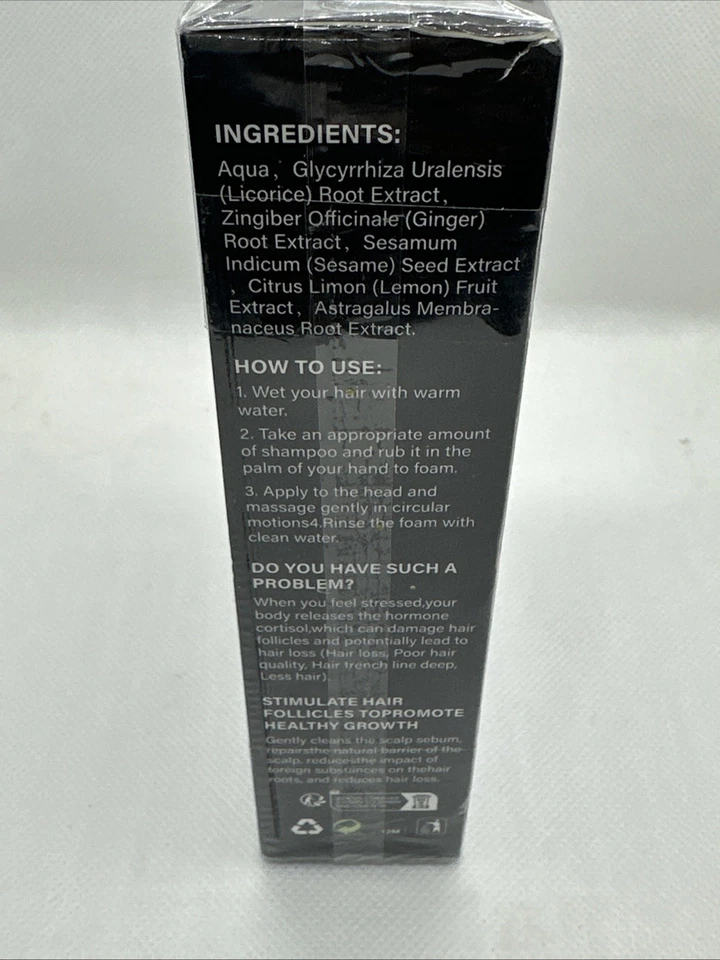 INGREDIENTS:
Aqua、Glycyrrhiza Uralensis
(Licorice) Root Extract、
Zingiber Officinale (Ginger)
Root Extract、Sesamum
Indicum (Sesame) Seed Extract
、Citrus Limon (Lemon) Fruit
Extract、Astragalus Membra-
naceus Root Extract.
HOW TO USE:
1. Wet your hair with warm
water.
2. Take an appropriate amount
of shampoo and rub it in the
palm of your hand to foam.
3. Apply to the head and
massage gently in circular
motions4.Rinse the foam with
clean water.
DO YOU HAVE SUCH A
PROBLEM?
When you feel stressed,your
body releases the hormone
cortisol,which can damage hair
follicles and potentially lead to
hair loss (Hair loss, Poor hair
quality, Hair trench line deep,
Less hair).
STIMULATE HAIR
FOLLICLES TOPROMOTE
HEALTHY GROWTH
Gently cleans the scalp sebum,
repairsthe natural barrier of the
scalp, reducesthe impact of
foreign substances on thehair
roots, and reduces hair loss.
12M